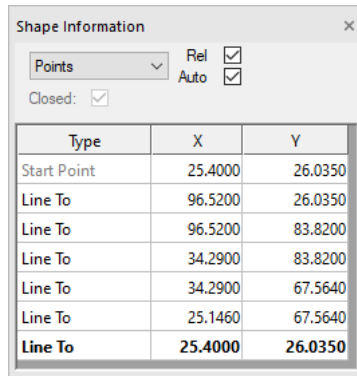 Shape Information
Points
Rel
Auto
Closed:
Type X Y
Start Point 25.4000 26.0350
Line To 96.5200 26.0350
Line To 96.5200 83.8200
Line To 34.2900 83.8200
Line To 34.2900 67.5640
Line To 25.1460 67.5640
Line To 25.4000 26.0350